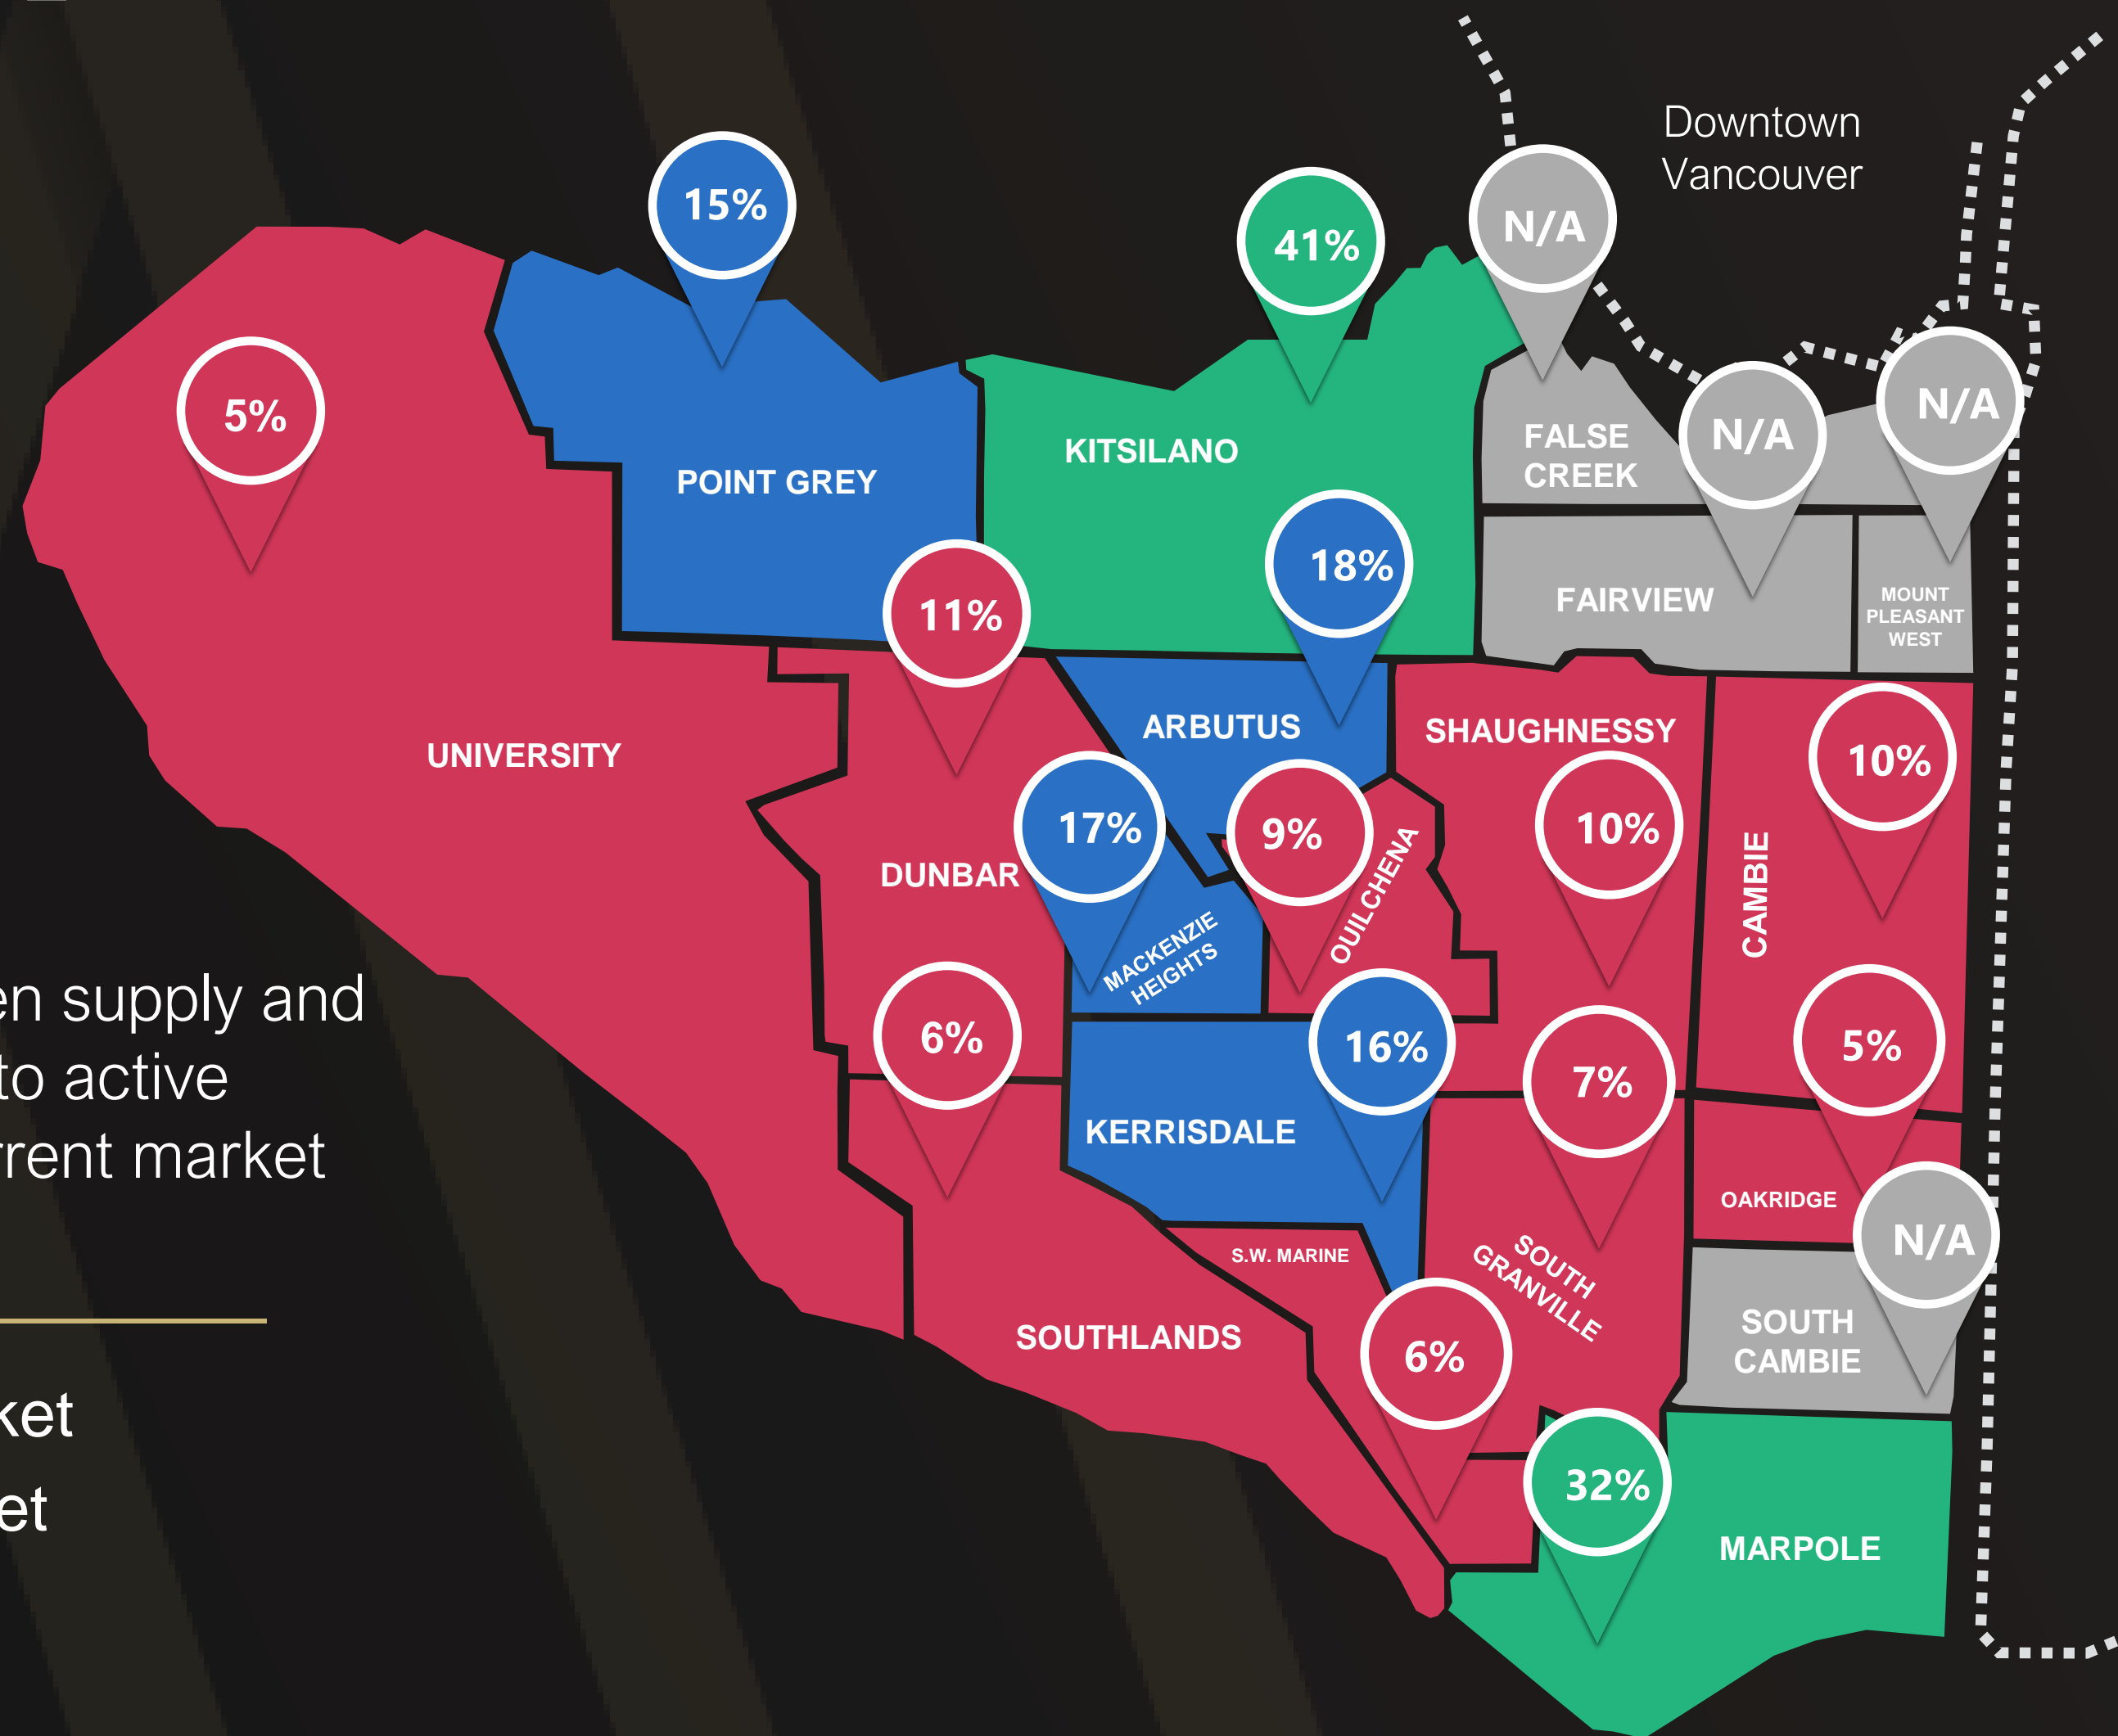 Downtown
Vancouver
15%
41%
N/A
5%
N/A
N/A
POINT GREY
KITSILANO
FALSE
CREEK
18%
11%
FAIRVIEW
MOUNT
PLEASANT
WEST
UNIVERSITY
ARBUTUS
SHAUGHNESSY
10%
17%
9%
10%
DUNBAR
QUILCHENA
CAMBIE
MACKENZIE
HEIGHTS
en supply and
to active
rrent market
6%
16%
7%
5%
KERRISDALE
OAKRIDGE
N/A
S.W. MARINE
SOUTH
GRANVILLE
SOUTHLANDS
SOUTH
CAMBIE
6%
ket
et
32%
MARPOLE